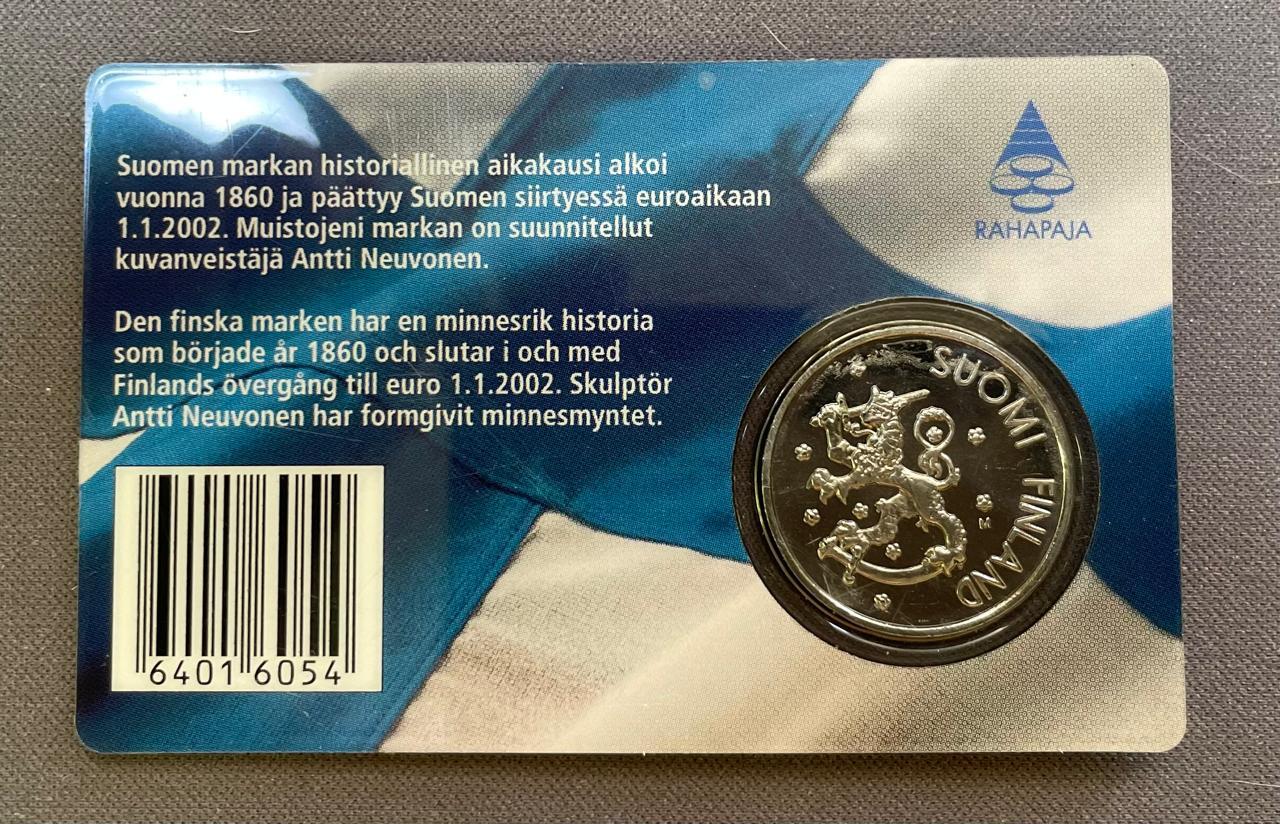 Suomen markan historiallinen aikakausi alkoi
vuonna 1860 ja päättyy Suomen siirtyessä euroaikaan
1.1.2002. Muistojeni markan on suunnitellut
kuvanveistäjä Antti Neuvonen.
RAHAPAJA
Den finska marken har en minnesrik historia
som började år 1860 och slutar i och med
Finlands övergång till euro 1.1.2002. Skulptör
Antti Neuvonen har formgivit minnesmyntet.
SUOMI FINLAND
M
64016054